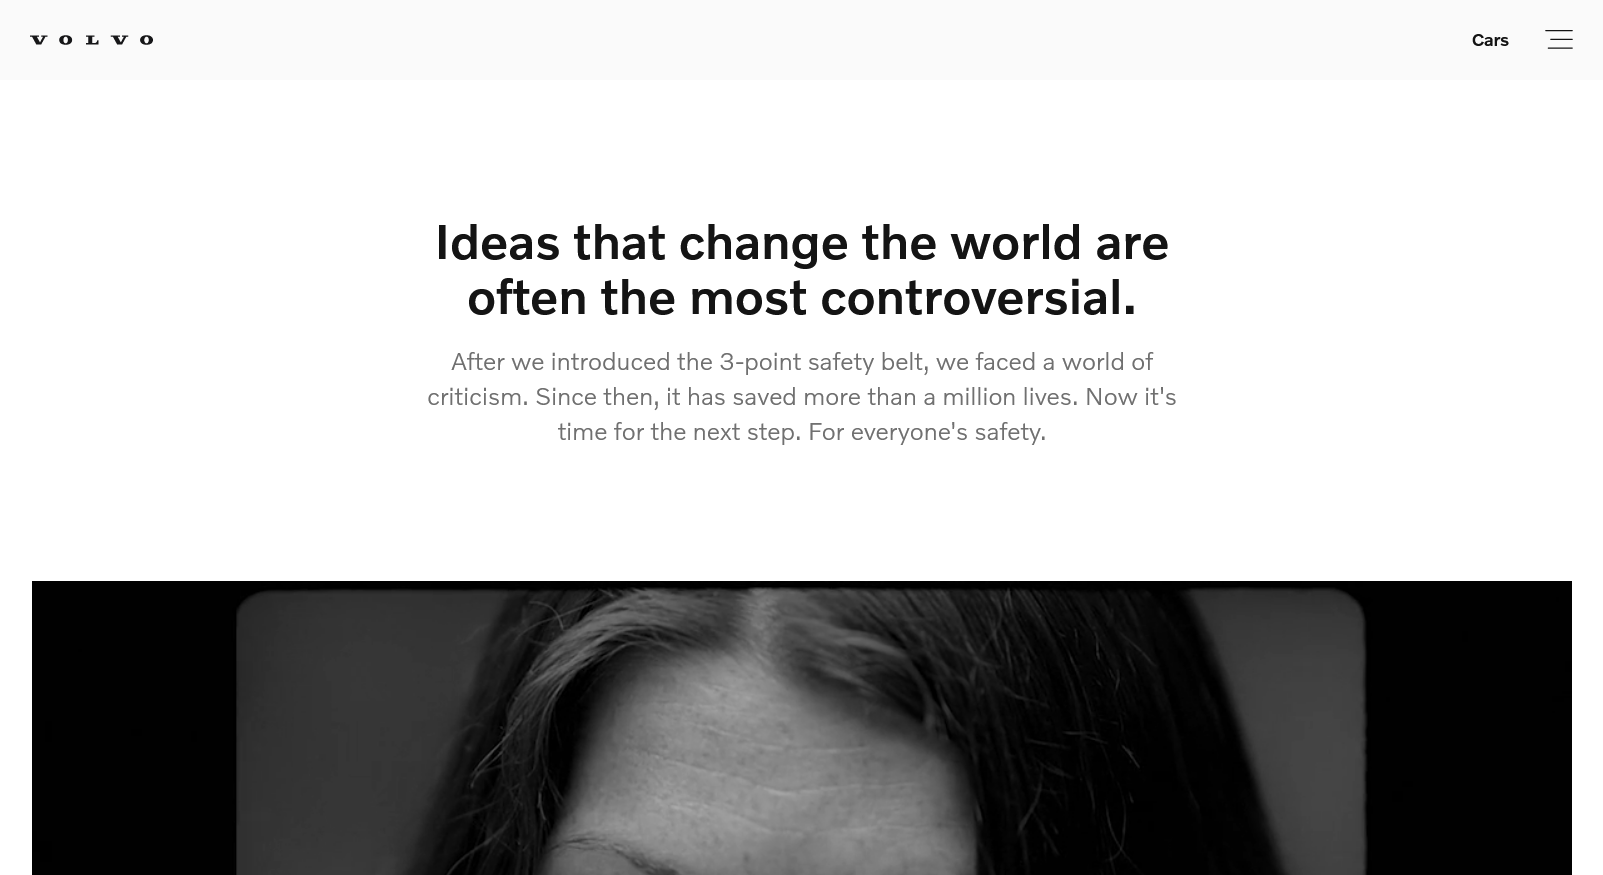 VOLVO
Cars
Ideas that change the world are
often the most controversial.
After we introduced the 3-point safety belt, we faced a world of
criticism. Since then, it has saved more than a million lives. Now it's
time for the next step. For everyone's safety.